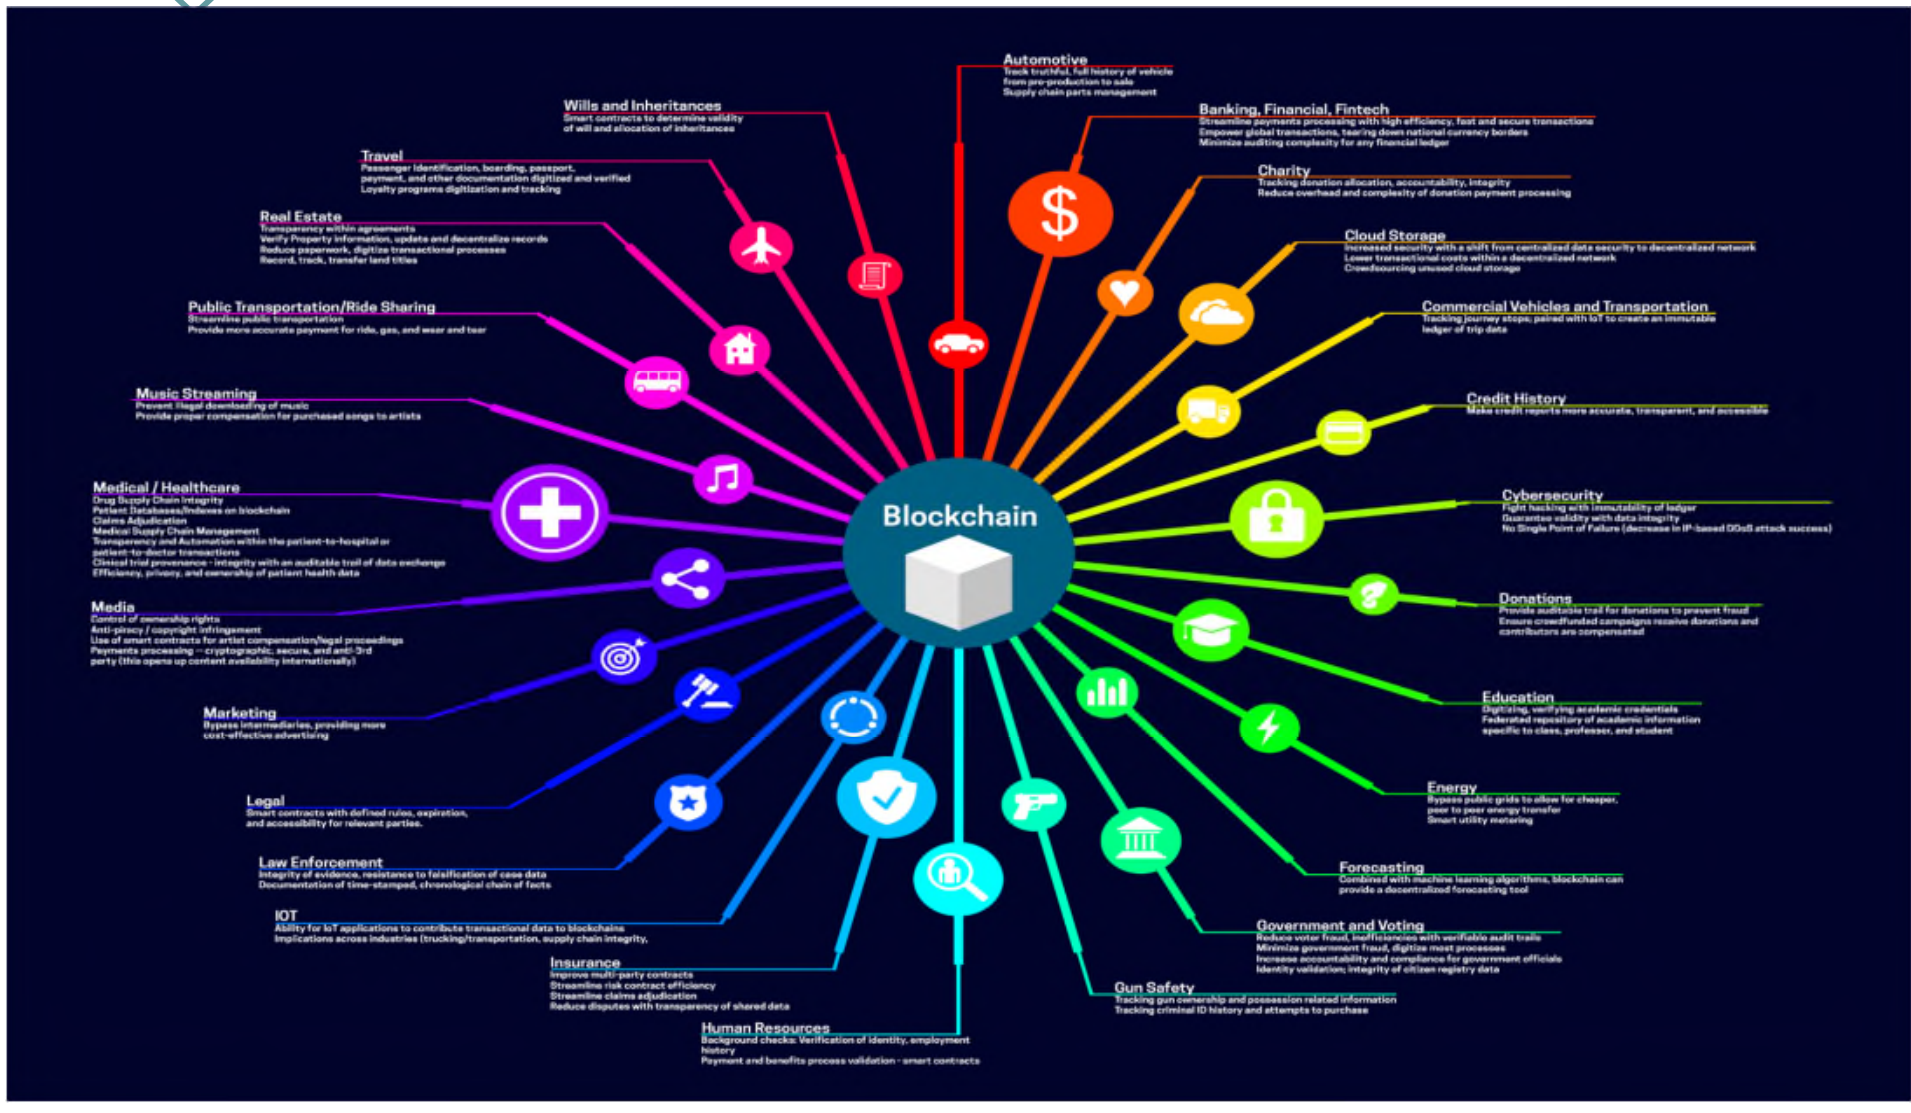 Automotive
Track truthful, full history of vehicle
from pre-production to sale
Supply chain parts management
Banking, Financial, Fintech
Streamline payments processing with high efficiency, fast and secure transactions
Empower global transactions, tearing down national currency borders
Minimize auditing complexity for any financial ledger
Charity
Tracking donation allocation, accountability, integrity
Reduce overhead and complexity of donation payment processing
Cloud Storage
Increased security with a shift from centralized data security to decentralized network
Lower transactional costs within a decentralized network
Crowdsourcing unused cloud storage
Commercial Vehicles and Transportation
Tracking journey stops; paired with IoT to create an immutable
ledger of trip data
Credit History
Make credit reports more accurate, transparent, and accessible
Cybersecurity
Fight hacking with immutability of ledger
Guarantee validity with data integrity
No Single Point of Failure (decrease in IP-based DDoS attack success)
Donations
Provide auditable trail for donations to prevent fraud
Ensure crowdfunded campaigns receive donations and
contributors are compensated
Education
Digitizing, verifying academic credentials
Federated repository of academic information
specific to class, professor, and student
Energy
Bypass public grids to allow for cheaper,
peer to peer energy transfer
Smart utility metering
Forecasting
Combined with machine learning algorithms, blockchain can
provide a decentralized forecasting tool
Government and Voting
Reduce voter fraud, inefficiencies with verifiable audit trails
Minimize government fraud, digitize most processes
Increase accountability and compliance for government officials
Identity validation; integrity of citizen registry data
Gun Safety
Tracking gun ownership and possession related information
Tracking criminal ID history and attempts to purchase
Human Resources
Background checks: Verification of identity, employment
history
Payment and benefits process validation - smart contracts
Insurance
Improve multi-party contracts
Streamline risk contract efficiency
Streamline claims adjudication
Reduce disputes with transparency of shared data
IOT
Ability for IoT applications to contribute transactional data to blockchains
Implications across industries (trucking/transportation, supply chain integrity,
Law Enforcement
Integrity of evidence, resistance to falsification of case data
Documentation of time-stamped, chronological chain of facts
Legal
Smart contracts with defined rules, expiration,
and accessibility for relevant parties.
Marketing
Bypass intermediaries, providing more
cost-effective advertising
Media
Control of ownership rights
Anti-piracy / copyright infringement
Use of smart contracts for artist compensation/legal proceedings
Payments processing — cryptographic, secure, and anti-3rd
party (this opens up content availability internationally)
Medical / Healthcare
Drug Supply Chain Integrity
Patient Databases/Indexes on blockchain
Claims Adjudication
Medical Supply Chain Management
Transparency and Automation within the patient-to-hospital or
patient-to-doctor transactions
Clinical trial provenance - integrity with an auditable trail of data exchange
Efficiency, privacy, and ownership of patient health data
Music Streaming
Prevent illegal downloading of music
Provide proper compensation for purchased songs to artists
Public Transportation/Ride Sharing
Streamline public transportation
Provide more accurate payment for ride, gas, and wear and tear
Real Estate
Transparency within agreements
Verify Property information, update and decentralize records
Reduce paperwork, digitize transactional processes
Record, track, transfer land titles
Travel
Passenger identification, boarding, passport,
payment, and other documentation digitized and verified
Loyalty programs digitization and tracking
Wills and Inheritances
Smart contracts to determine validity
of will and allocation of inheritances
Blockchain
$